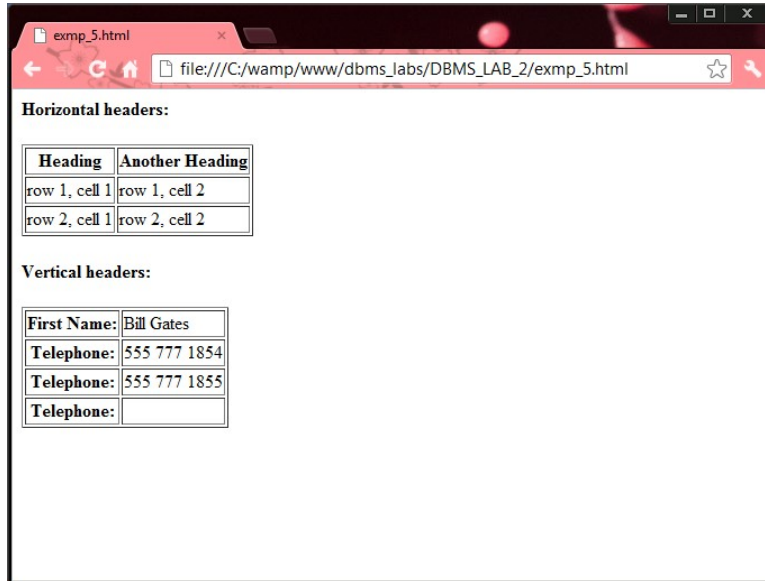 exmp_5.html
file:///C:/wamp/www/dbms_labs/DBMS_LAB_2/exmp_5.html
Horizontal headers:
Heading Another Heading
row 1, cell 1 row 1, cell 2
row 2, cell 1 row 2, cell 2
Vertical headers:
First Name: Bill Gates
Telephone: 555 777 1854
Telephone: 555 777 1855
Telephone: